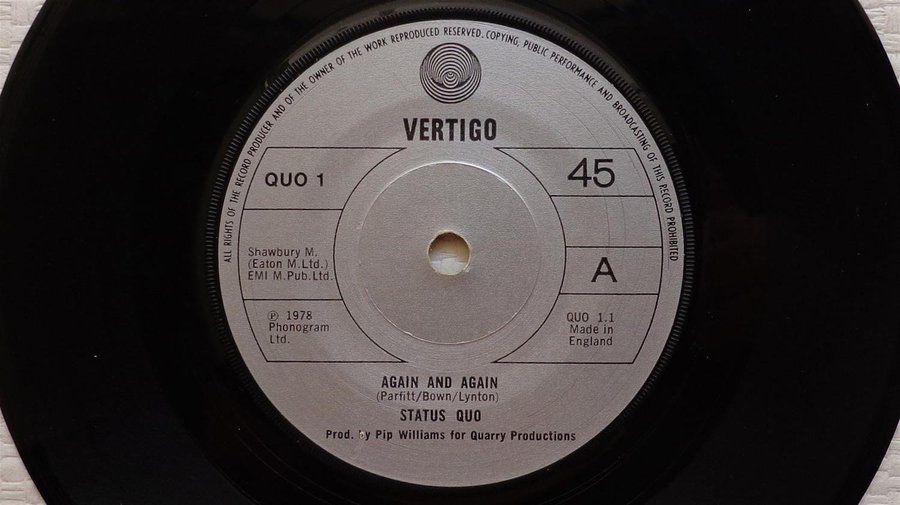 ALL RIGHTS OF THE RECORD PRODUCER AND OF THE OWNER OF THE WORK REPRODUCED RESERVED. COPYING, PUBLIC PERFORMANCE AND BROADCASTING OF THIS RECORD PROHIBITED
VERTIGO
QUO 1
45
Shawbury M.
(Eaton M.Ltd.)
EMI M.Pub.Ltd.
A
℗ 1978
Phonogram
Ltd.
QUO 1.1
Made in
England
AGAIN AND AGAIN
(Parfitt/Bown/Lynton)
STATUS QUO
Prod. by Pip Williams for Quarry Productions